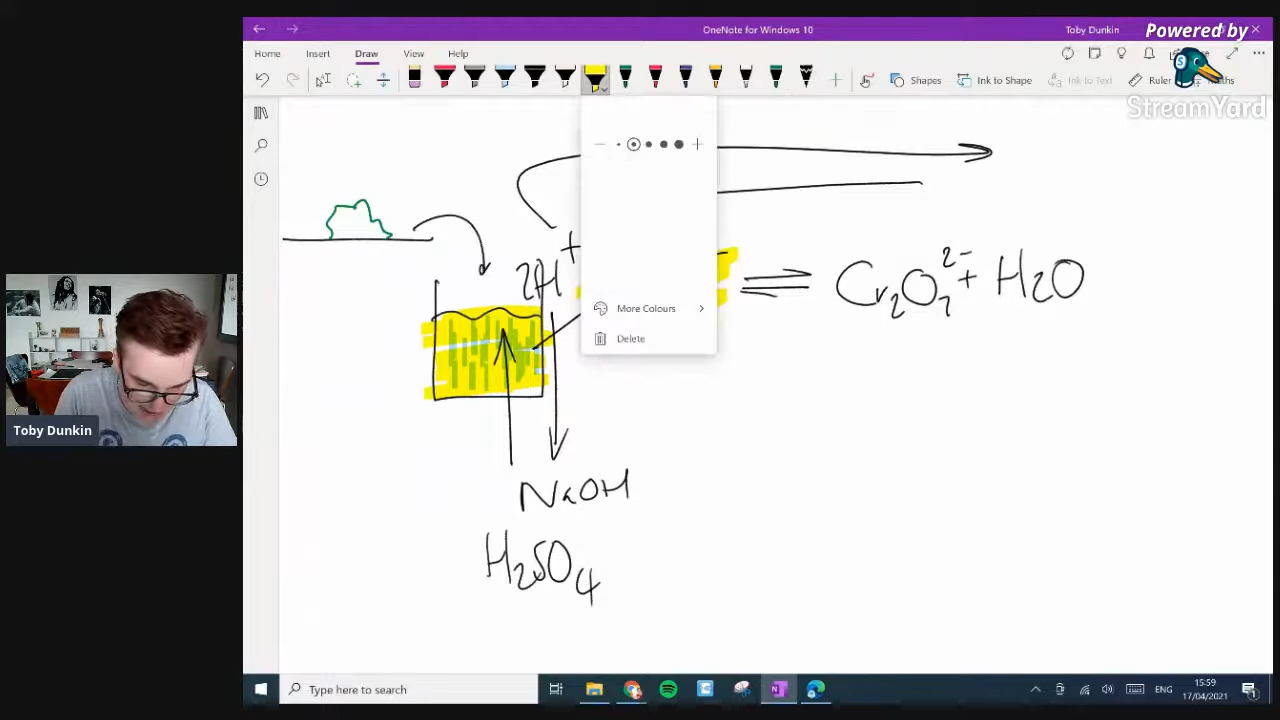 OneNote for Windows 10
Toby Dunkin
Powered by
StreamYard
Home Insert Draw View Help
Shapes Ink to Shape Ink to Text Ruler
More Colours
Delete
2H+
Cr2O7 2- + H2O
NaOH
H2SO4
Toby Dunkin
Type here to search
ENG
15:59
17/04/2021